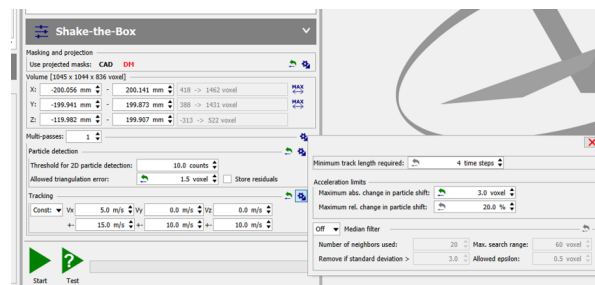 Shake-the-Box
Masking and projection
Use projected masks: CAD DM
Volume [1045 x 1044 x 836 voxel]
X: -200.056 mm - 200.141 mm 418 -> 1462 voxel MAX
Y: -199.941 mm - 199.873 mm 388 -> 1431 voxel MAX
Z: -119.982 mm - 199.907 mm -313 -> 522 voxel
Multi-passes: 1
Particle detection
Threshold for 2D particle detection: 10.0 counts
Allowed triangulation error: 1.5 voxel Store residuals
Tracking
Const: Vx 5.0 m/s Vy 0.0 m/s Vz 0.0 m/s
+- 15.0 m/s +- 10.0 m/s +- 10.0 m/s
Start Test
Minimum track length required: 4 time steps
Acceleration limits
Maximum abs. change in particle shift: 3.0 voxel
Maximum rel. change in particle shift: 20.0 %
Off Median filter
Number of neighbors used: 20 Max. search range: 60 voxel
Remove if standard deviation > 3.0 Allowed epsilon: 0.5 voxel